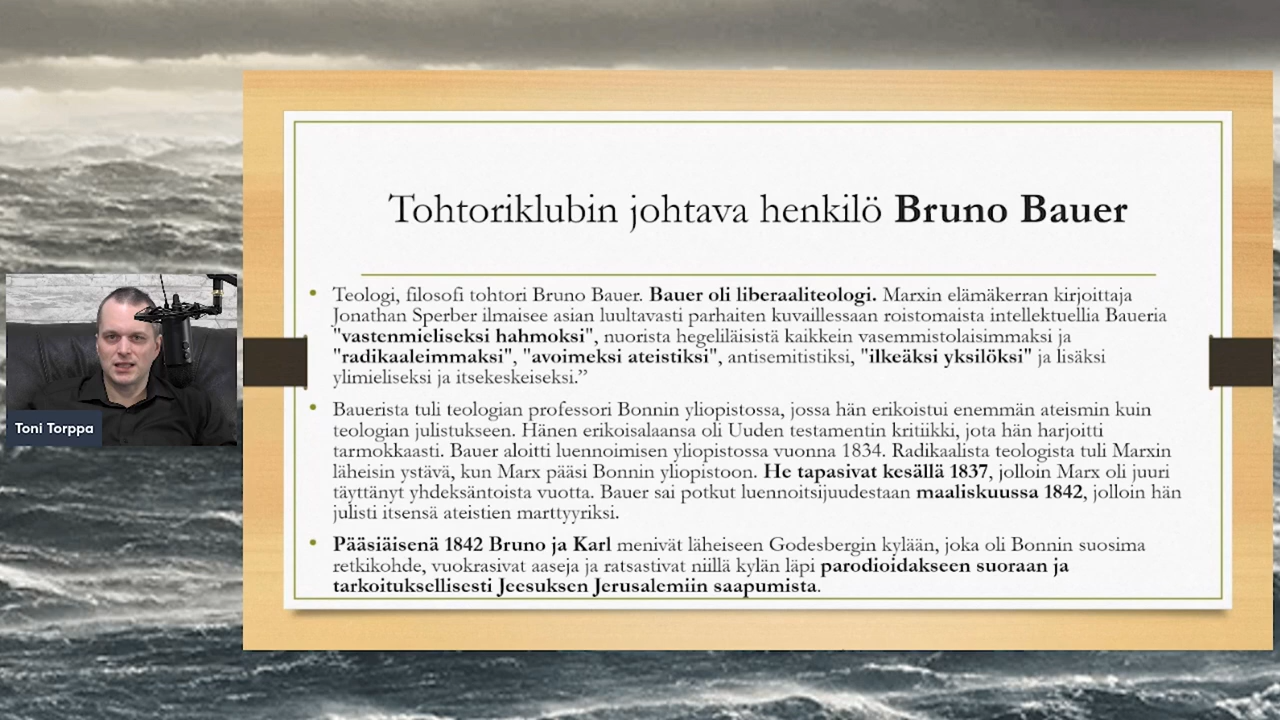 Tohtoriklubin johtava henkilö Bruno Bauer
• Teologi, filosofi tohtori Bruno Bauer. Bauer oli liberaaliteologi. Marxin elämäkerran kirjoittaja
Jonathan Sperber ilmaisee asian luultavasti parhaiten kuvaillessaan roistomaista intellektuellia Baueria
"vastenmieliseksi hahmoksi", nuorista hegeliläisistä kaikkein vasemmistolaisimmaksi ja
"radikaaleimmaksi", "avoimeksi ateistiksi", antisemitistiksi, "ilkeäksi yksilöksi" ja lisäksi
ylimieliseksi ja itsekeskeiseksi.”
• Bauerista tuli teologian professori Bonnin yliopistossa, jossa hän erikoistui enemmän ateismin kuin
teologian julistukseen. Hänen erikoisalaansa oli Uuden testamentin kritiikki, jota hän harjoitti
tarmokkaasti. Bauer aloitti luennoimisen yliopistossa vuonna 1834. Radikaalista teologista tuli Marxin
läheisin ystävä, kun Marx pääsi Bonnin yliopistoon. He tapasivat kesällä 1837, jolloin Marx oli juuri
täyttänyt yhdeksäntoista vuotta. Bauer sai potkut luennoitsijuudestaan maaliskuussa 1842, jolloin hän
julisti itsensä ateistien marttyyriksi.
• Pääsiäisenä 1842 Bruno ja Karl menivät läheiseen Godesbergin kylään, joka oli Bonnin suosima
retkikohde, vuokrasivat aaseja ja ratsastivat niillä kylän läpi parodioidakseen suoraan ja
tarkoituksellisesti Jeesuksen Jerusalemiin saapumista.
Toni Torppa